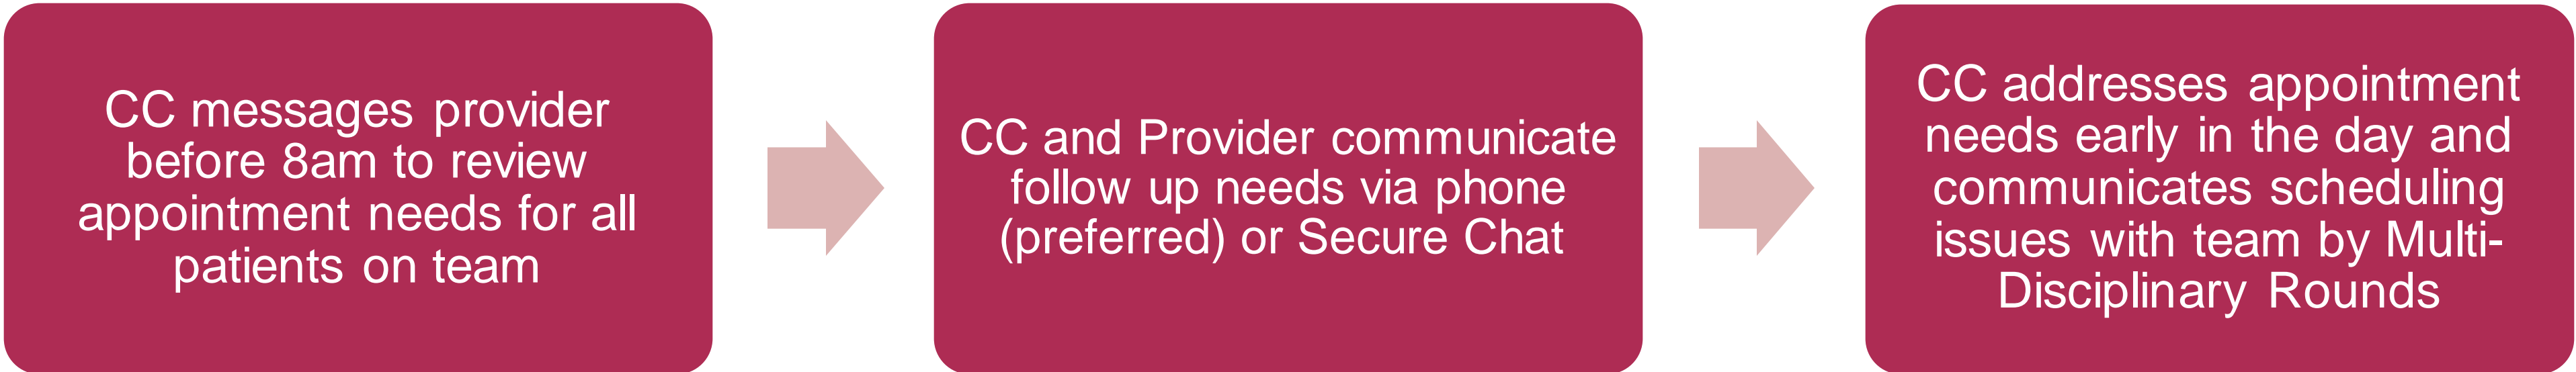 CC messages provider
before 8am to review
appointment needs for all
patients on team
CC and Provider communicate
follow up needs via phone
(preferred) or Secure Chat
CC addresses appointment
needs early in the day and
communicates scheduling
issues with team by Multi-
Disciplinary Rounds